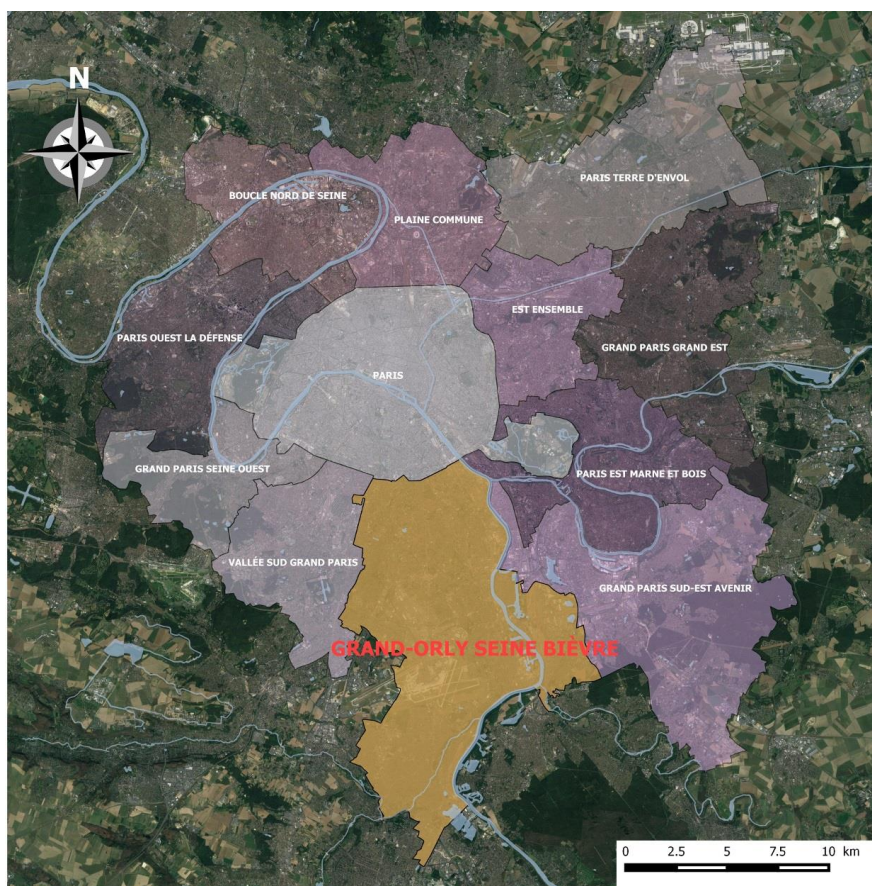 N
PARIS TERRE D'ENVOL
BOUCLE NORD DE SEINE
PLAINE COMMUNE
EST ENSEMBLE
PARIS OUEST LA DÉFENSE
GRAND PARIS GRAND EST
PARIS
GRAND PARIS SEINE OUEST
PARIS EST MARNE ET BOIS
VALLÉE SUD GRAND PARIS
GRAND PARIS SUD-EST AVENIR
GRAND-ORLY SEINE BIÈVRE
0 2.5 5 7.5 10 km